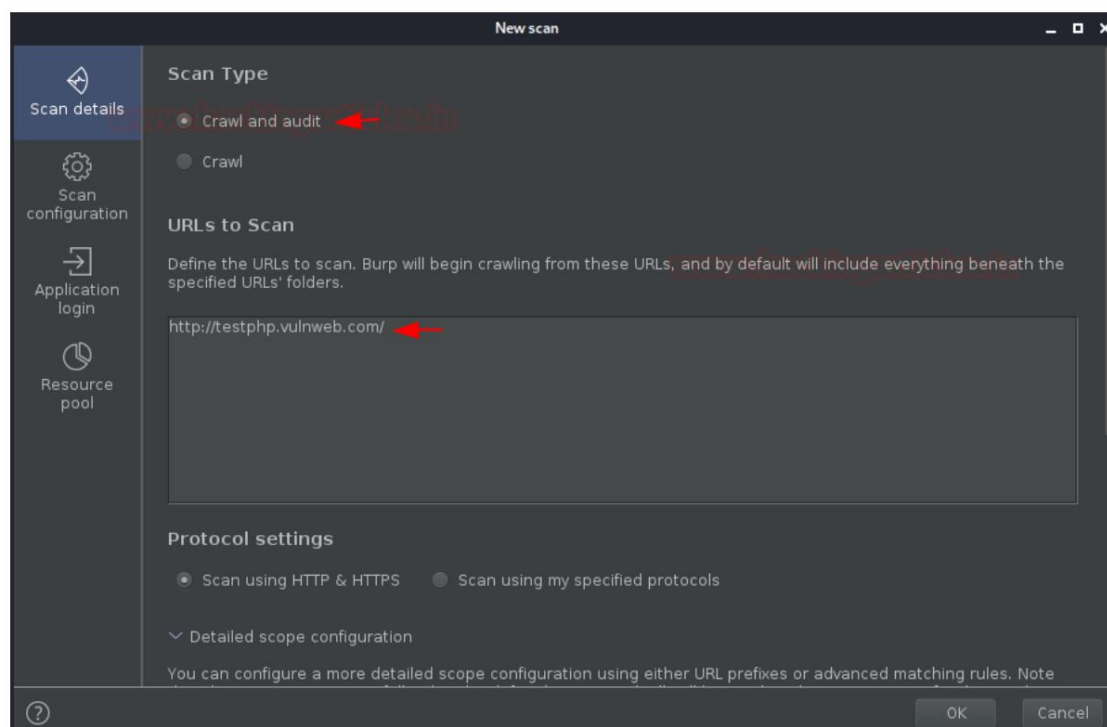 New scan
Scan details
Scan
configuration
Application
login
Resource
pool
Scan Type
Crawl and audit
Crawl
URLs to Scan
Define the URLs to scan. Burp will begin crawling from these URLs, and by default will include everything beneath the
specified URLs' folders.
http://testphp.vulnweb.com/
Protocol settings
Scan using HTTP & HTTPS
Scan using my specified protocols
Detailed scope configuration
You can configure a more detailed scope configuration using either URL prefixes or advanced matching rules. Note
OK
Cancel